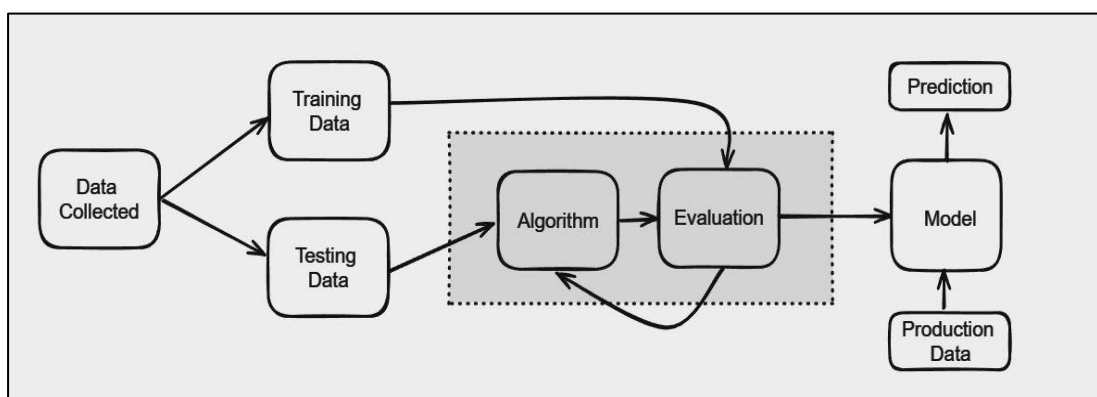 Data
Collected
Training
Data
Testing
Data
Algorithm
Evaluation
Prediction
Model
Production
Data